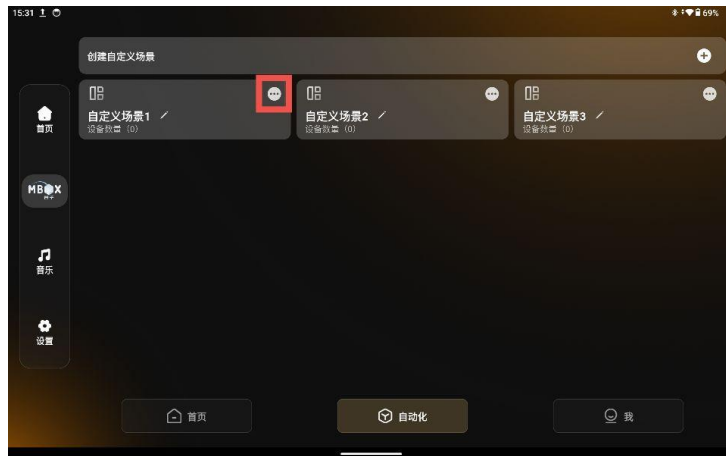 15:31
69%
创建自定义场景
自定义场景1
设备数量（0）
自定义场景2
设备数量（0）
自定义场景3
设备数量（0）
首页
MBOX
音乐
设置
首页
自动化
我